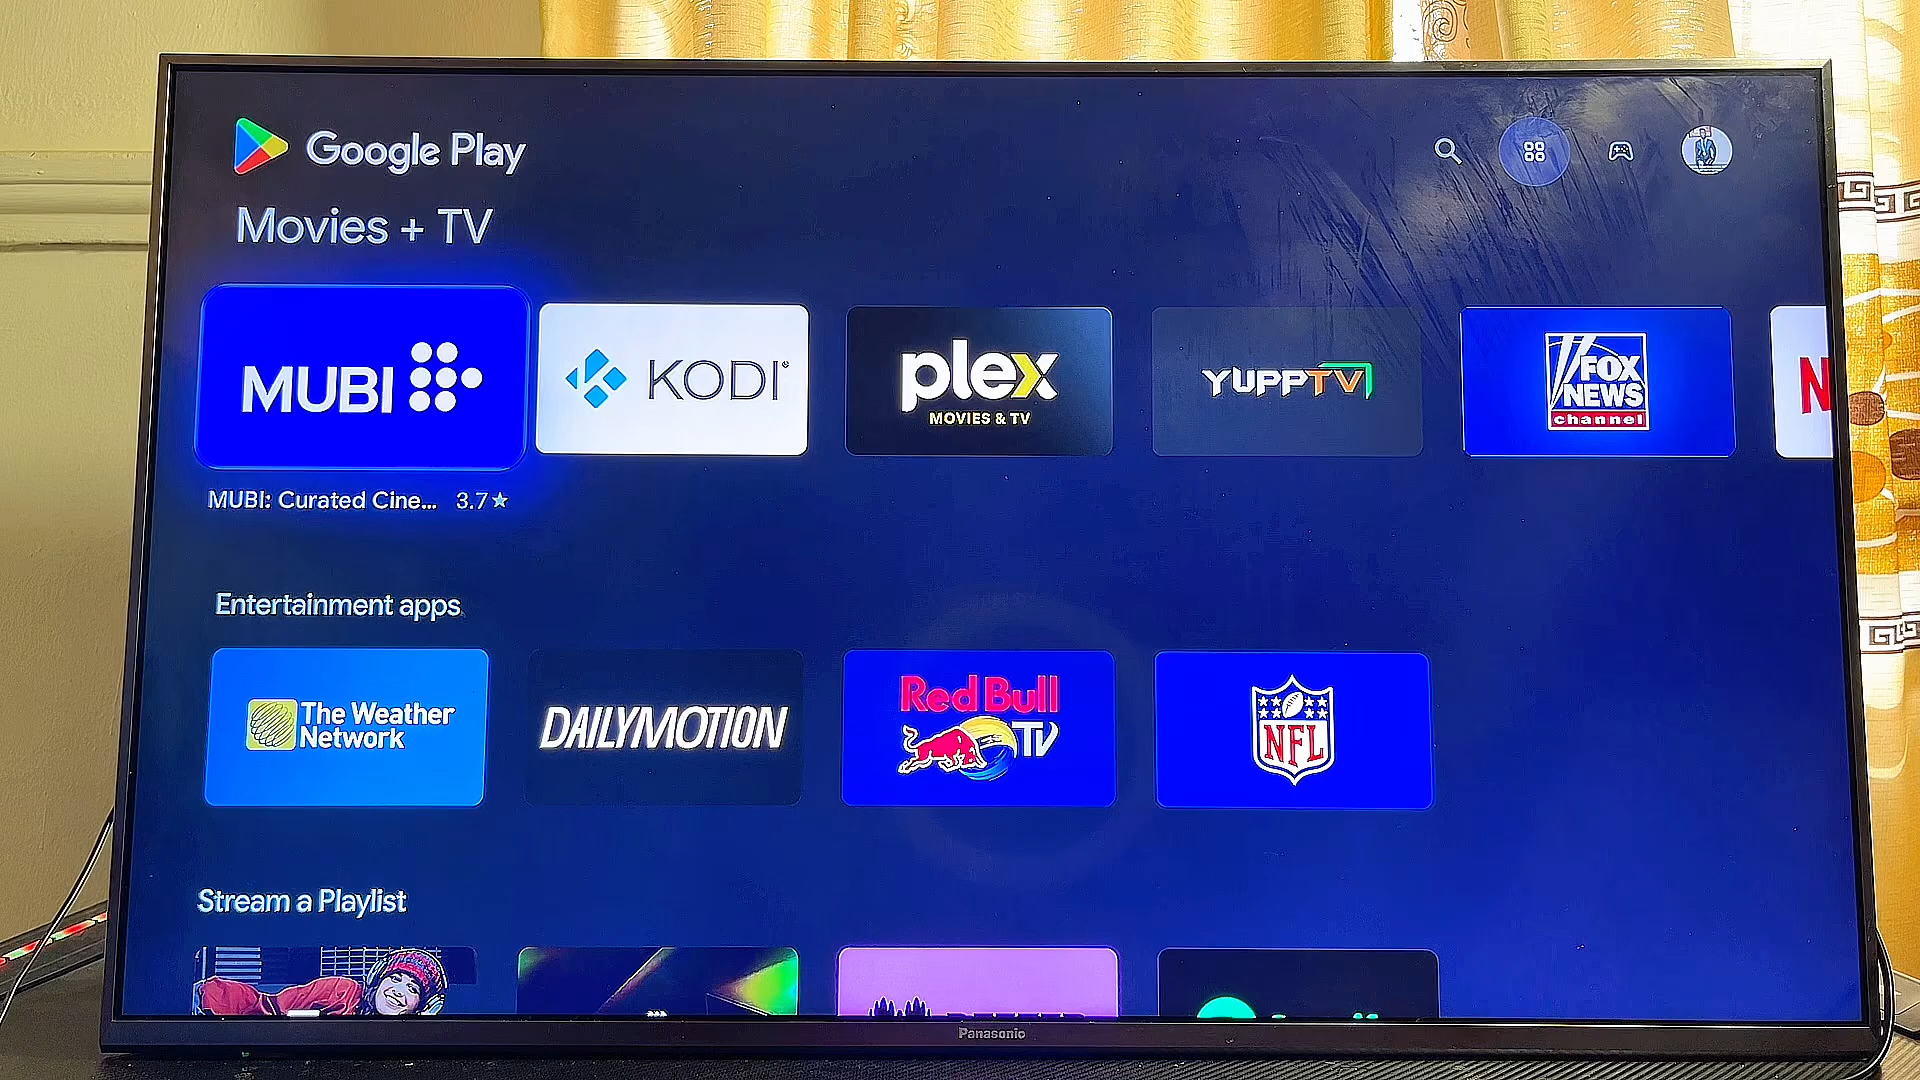 Google Play
Movies + TV
MUBI
KODI
plex
MOVIES & TV
YUPPTV
FOX
NEWS
channel
N
MUBI: Curated Cine... 3.7★
Entertainment apps
The Weather
Network
DAILYMOTION
Red Bull
TV
NFL
Stream a Playlist
Panasonic